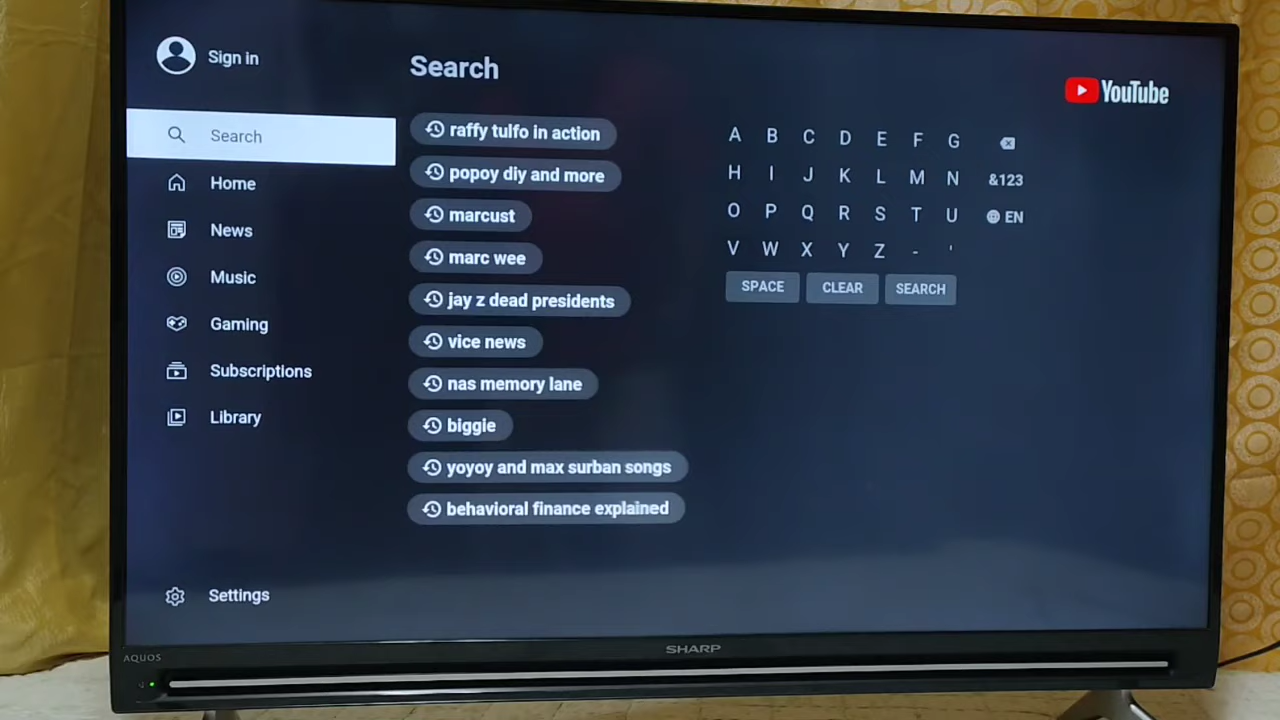 Sign in
Search
Home
News
Music
Gaming
Subscriptions
Library
Settings
Search
raffy tulfo in action
popoy diy and more
marcust
marc wee
jay z dead presidents
vice news
nas memory lane
biggie
yoyoy and max surban songs
behavioral finance explained
YouTube
A B C D E F G
H I J K L M N &123
O P Q R S T U EN
V W X Y Z - '
SPACE CLEAR SEARCH
AQUOS
SHARP